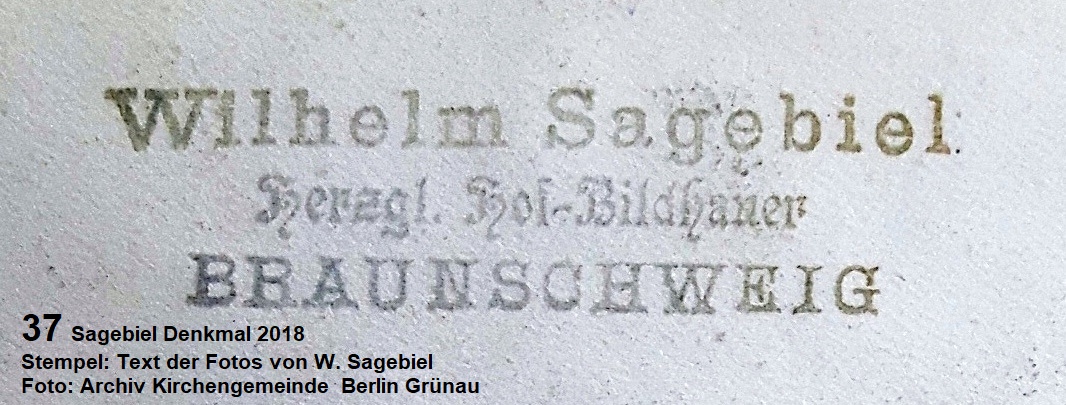 Wilhelm Sagebiel.
Herzgl. Hof-Bildhauer
BRAUNSCHWEIG
37 Sagebiel Denkmal 2018
Stempel: Text der Fotos von W. Sagebiel
Foto: Archiv Kirchengemeinde Berlin Grünau